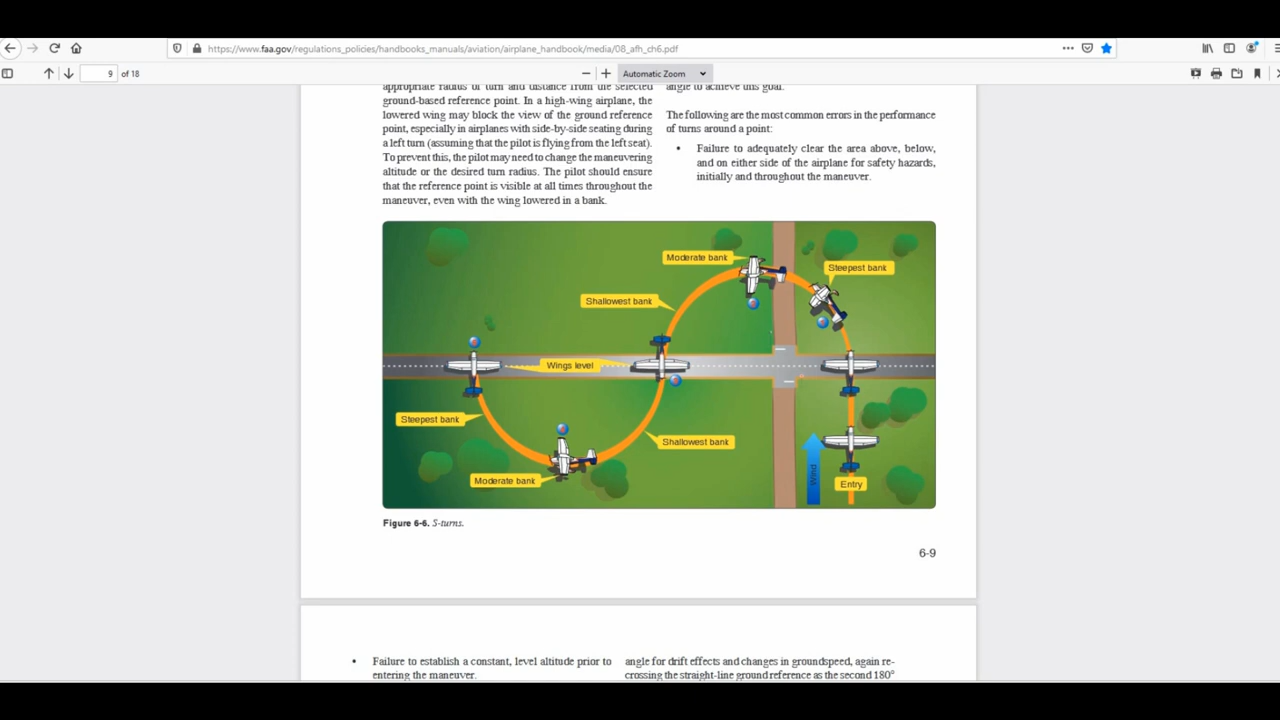 https://www.faa.gov/regulations_policies/handbooks_manuals/aviation/airplane_handbook/media/08_afh_ch6.pdf
9 of 18
Automatic Zoom
appropriate radius of turn and distance from the selected
ground-based reference point. In a high-wing airplane, the
lowered wing may block the view of the ground reference
point, especially in airplanes with side-by-side seating during
a left turn (assuming that the pilot is flying from the left seat).
To prevent this, the pilot may need to change the maneuvering
altitude or the desired turn radius. The pilot should ensure
that the reference point is visible at all times throughout the
maneuver, even with the wing lowered in a bank.
angle to achieve this goal.
The following are the most common errors in the performance
of turns around a point:
• Failure to adequately clear the area above, below,
and on either side of the airplane for safety hazards,
initially and throughout the maneuver.
Moderate bank
Steepest bank
Shallowest bank
Wings level
Steepest bank
Shallowest bank
Moderate bank
Wind
Entry
Figure 6-6. S-turns.
6-9
• Failure to establish a constant, level altitude prior to
entering the maneuver.
angle for drift effects and changes in groundspeed, again re-
crossing the straight-line ground reference as the second 180°